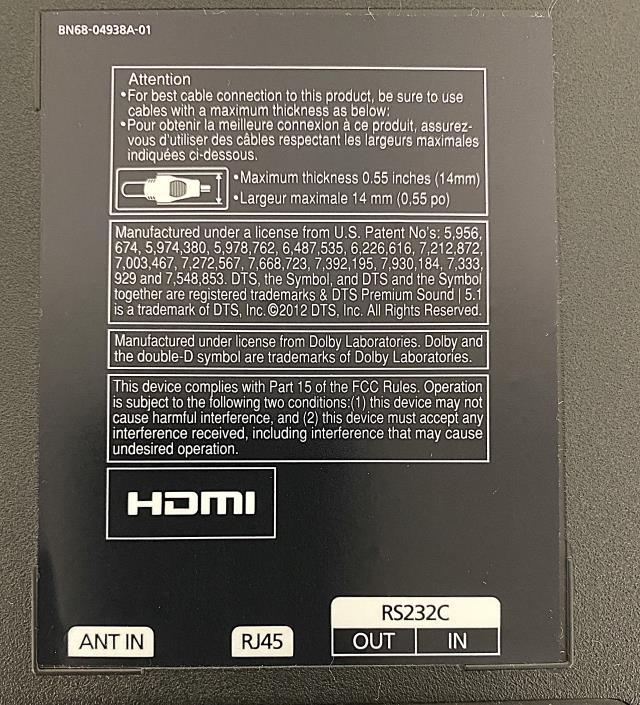 BN68-04938A-01
Attention
•For best cable connection to this product, be sure to use
cables with a maximum thickness as below:
•Pour obtenir la meilleure connexion à ce produit, assurez-
vous d'utiliser des câbles respectant les largeurs maximales
indiquées ci-dessous.
•Maximum thickness 0.55 inches (14mm)
•Largeur maximale 14 mm (0,55 po)
Manufactured under a license from U.S. Patent No's: 5,956,
674, 5,974,380, 5,978,762, 6,487,535, 6,226,616, 7,212,872,
7,003,467, 7,272,567, 7,668,723, 7,392,195, 7,930,184, 7,333,
929 and 7,548,853. DTS, the Symbol, and DTS and the Symbol
together are registered trademarks & DTS Premium Sound | 5.1
is a trademark of DTS, Inc.©2012 DTS, Inc. All Rights Reserved.
Manufactured under license from Dolby Laboratories. Dolby and
the double-D symbol are trademarks of Dolby Laboratories.
This device complies with Part 15 of the FCC Rules. Operation
is subject to the following two conditions:(1) this device may not
cause harmful interference, and (2) this device must accept any
interference received, including interference that may cause
undesired operation.
HDMI
ANT IN
RJ45
RS232C
OUT
IN